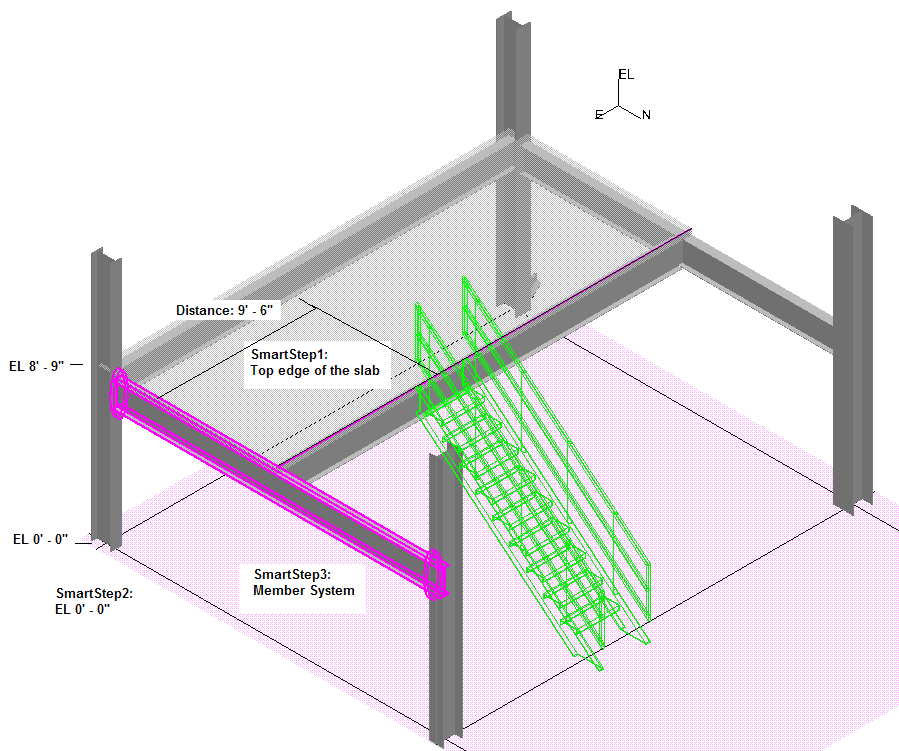 EL
E
N
Distance: 9' - 6"
SmartStep1:
Top edge of the slab
EL 8' - 9"
EL 0' - 0"
SmartStep3:
Member System
SmartStep2:
EL 0' - 0"